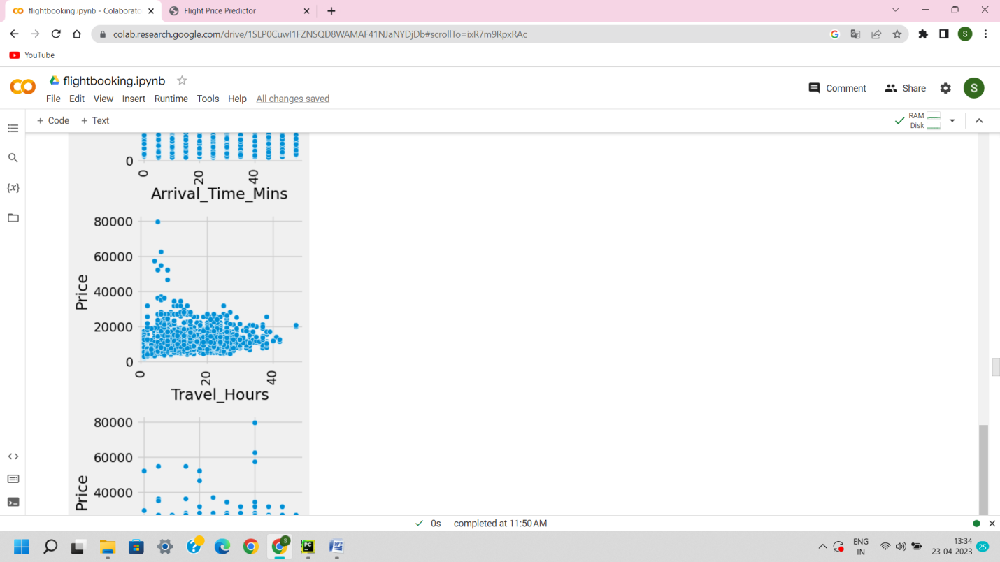 flightbooking.ipynb - Colaborato
Flight Price Predictor
colab.research.google.com/drive/1SLP0CuwI1FZNSQD8WAMAF41NJaNYDjDb#scrollTo=ixR7m9RpxRAc
S
YouTube
flightbooking.ipynb
File Edit View Insert Runtime Tools Help All changes saved
Comment Share S
+ Code + Text
RAM
Disk
{x}
0
0 20 40
Arrival_Time_Mins
80000
60000
40000
20000
0
Price
0 20 40
Travel_Hours
80000
60000
40000
Price
0s completed at 11:50 AM
S
PC
W
ENG
IN
13:34
23-04-2023
25